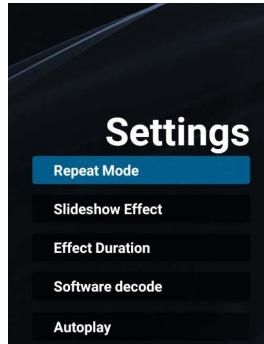 Settings
Repeat Mode
Slideshow Effect
Effect Duration
Software decode
Autoplay